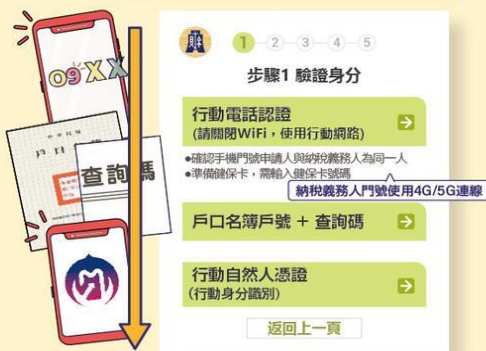 財
1 2 3 4 5
步驟1 驗證身分
09XX
行動電話認證
(請關閉WiFi，使用行動網路)
●確認手機門號申請人與納稅義務人為同一人
●準備健保卡，需輸入健保卡號碼
納稅義務人門號使用4G/5G連線
戶口名簿
查詢碼
戶口名簿戶號 + 查詢碼
行動自然人憑證
(行動身分識別)
返回上一頁